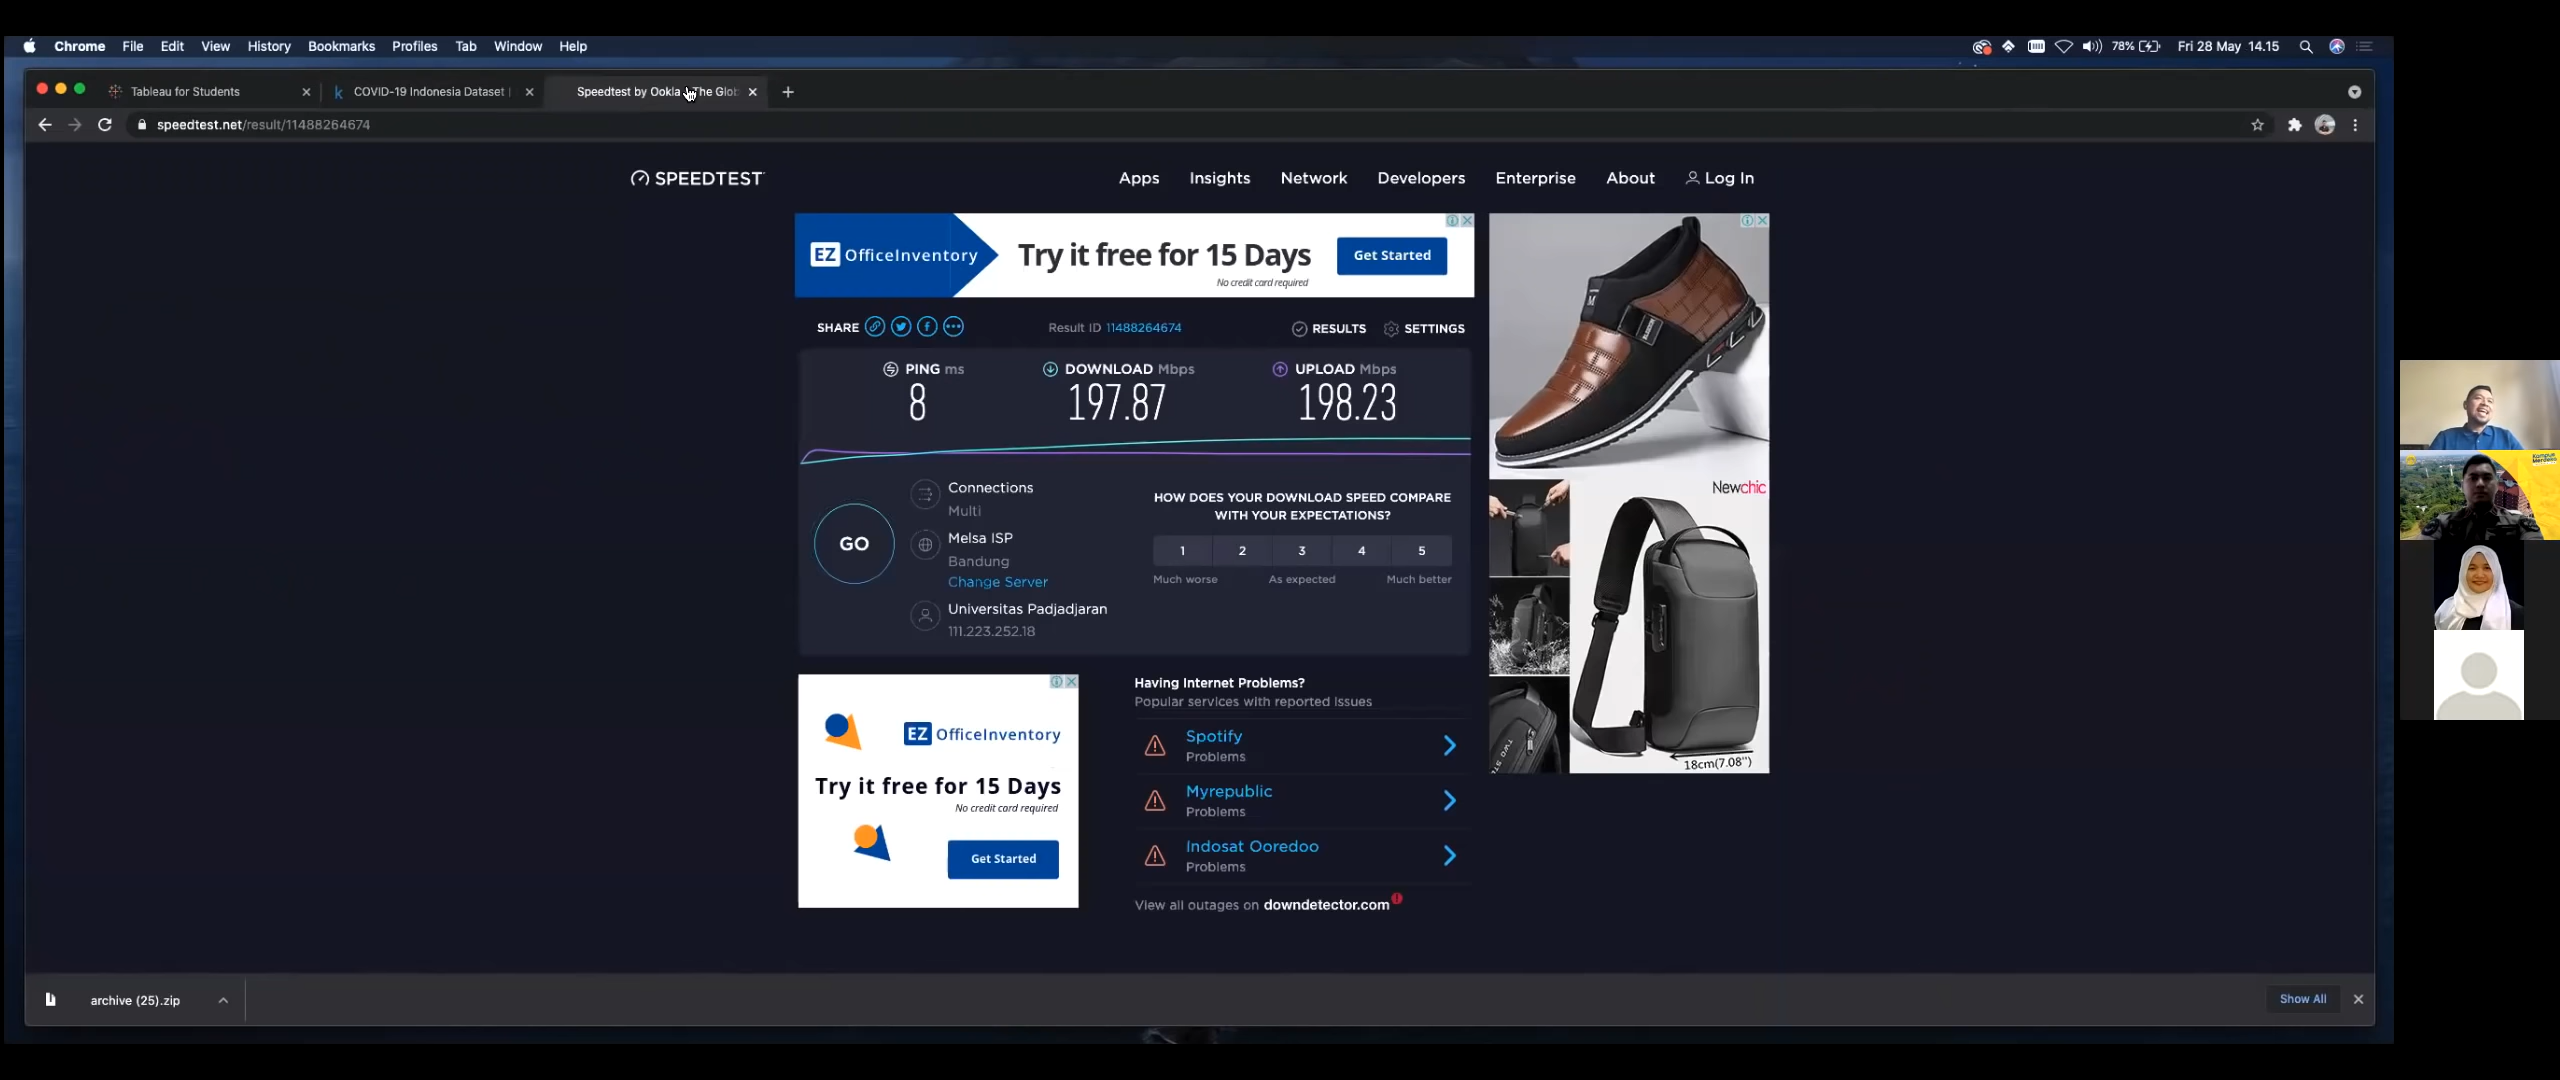 Chrome File Edit View History Bookmarks Profiles Tab Window Help
78% Fri 28 May 14.15
Tableau for Students
COVID-19 Indonesia Dataset |
Speedtest by Ookla The Glob
speedtest.net/result/11488264674
SPEEDTEST
Apps Insights Network Developers Enterprise About Log In
EZ OfficeInventory
Try it free for 15 Days
No credit card required
Get Started
SHARE
Result ID 11488264674
RESULTS SETTINGS
PING ms
8
DOWNLOAD Mbps
197.87
UPLOAD Mbps
198.23
GO
Connections
Multi
Melsa ISP
Bandung
Change Server
Universitas Padjadjaran
111.223.252.18
HOW DOES YOUR DOWNLOAD SPEED COMPARE
WITH YOUR EXPECTATIONS?
1 2 3 4 5
Much worse As expected Much better
M
Newchic
18cm(7.08")
EZ OfficeInventory
Try it free for 15 Days
No credit card required
Get Started
Having Internet Problems?
Popular services with reported issues
Spotify
Problems
Myrepublic
Problems
Indosat Ooredoo
Problems
View all outages on downdetector.com
archive (25).zip
Show All
Kampus
Merdeka